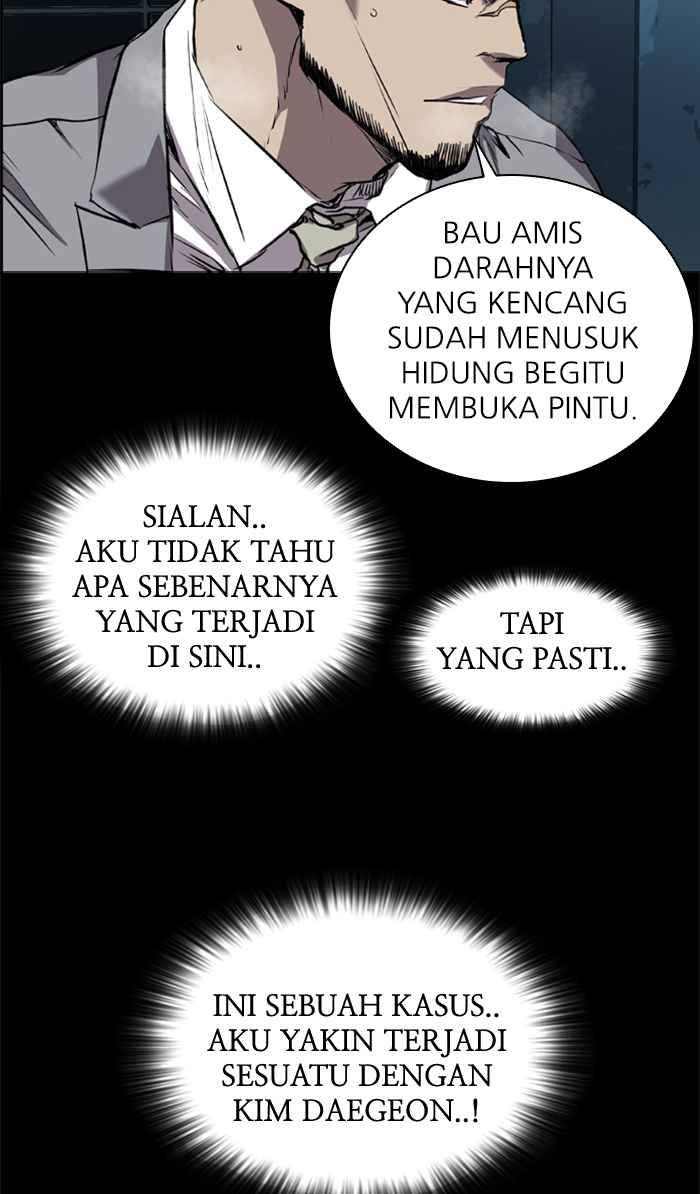 BAU AMIS
DARAHNYA
YANG KENCANG
SUDAH MENUSUK
HIDUNG BEGITU
MEMBUKA PINTU.
SIALAN..
AKU TIDAK TAHU
APA SEBENARNYA
YANG TERJADI
DI SINI..
TAPI
YANG PASTI..
INI SEBUAH KASUS..
AKU YAKIN TERJADI
SESUATU DENGAN
KIM DAEGEON..!